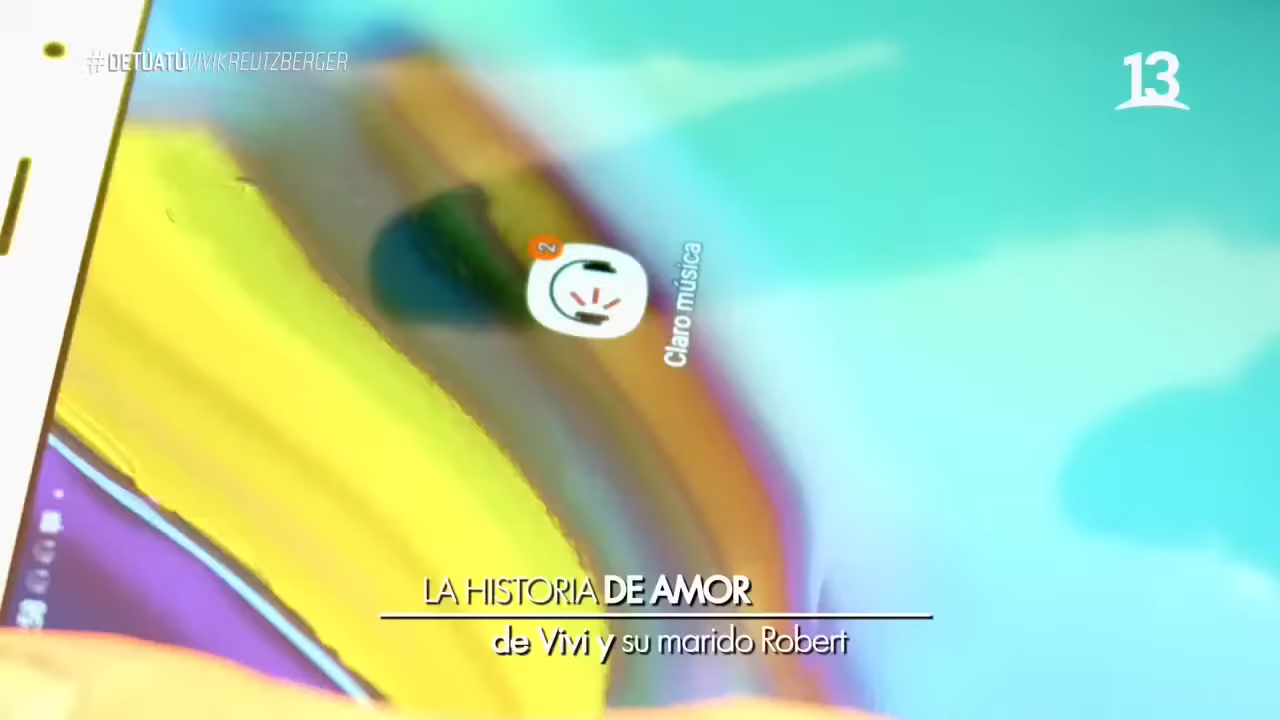 #DETÚATÚVIVIKREUTZBERGER
13
2
Claro música
LA HISTORIA DE AMOR
de Vivi y su marido Robert